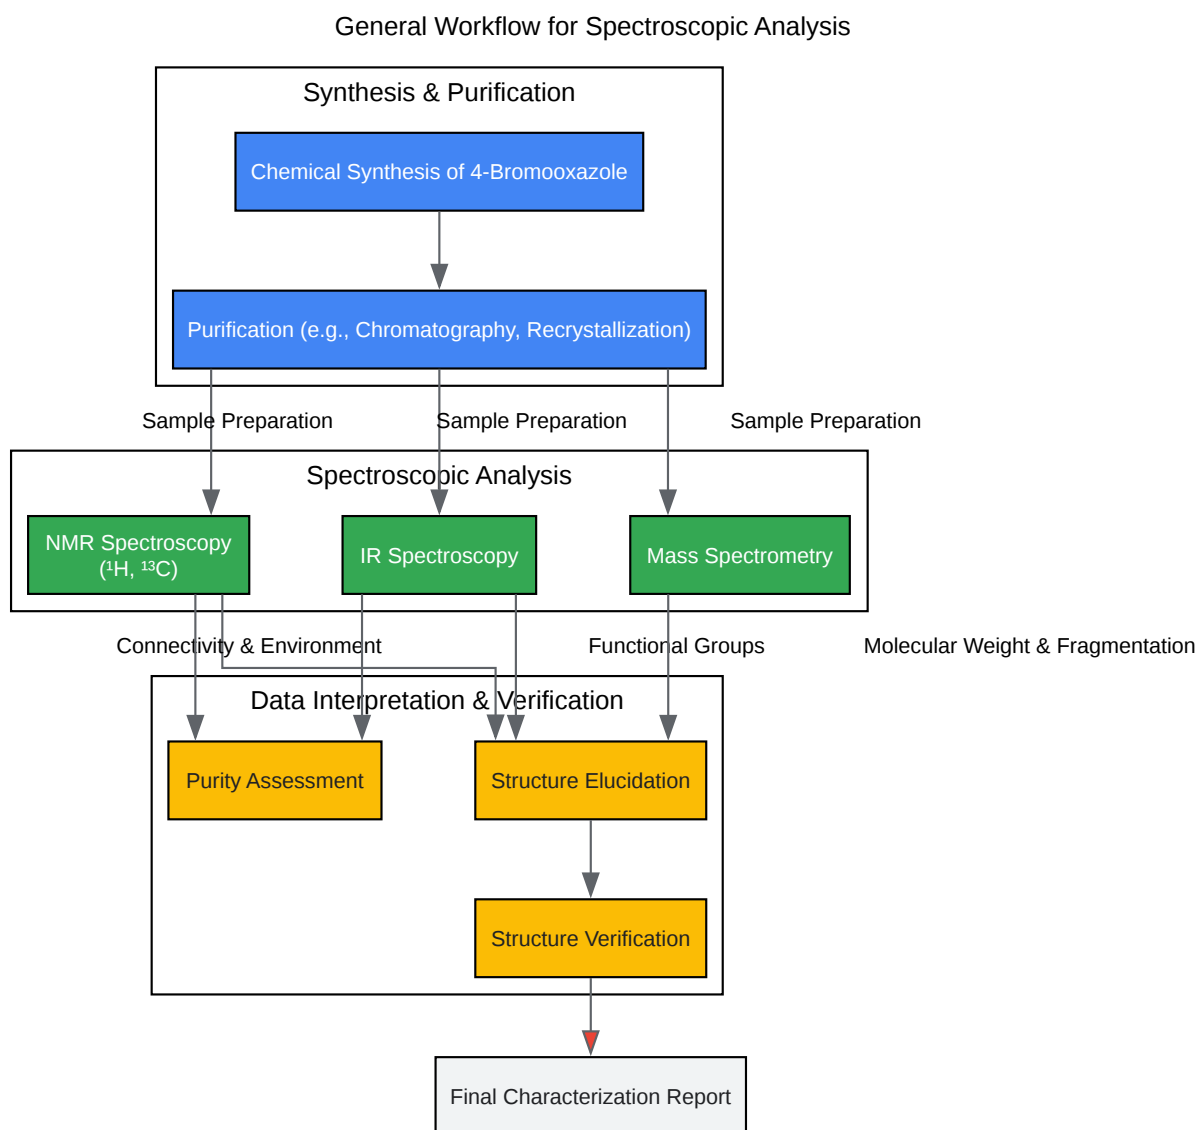 General Workflow for Spectroscopic Analysis
Synthesis & Purification
Chemical Synthesis of 4-Bromooxazole
Purification (e.g., Chromatography, Recrystallization)
Sample Preparation
Sample Preparation
Sample Preparation
Spectroscopic Analysis
NMR Spectroscopy
(¹H, ¹³C)
IR Spectroscopy
Mass Spectrometry
Connectivity & Environment
Functional Groups
Molecular Weight & Fragmentation
Data Interpretation & Verification
Purity Assessment
Structure Elucidation
Structure Verification
Final Characterization Report